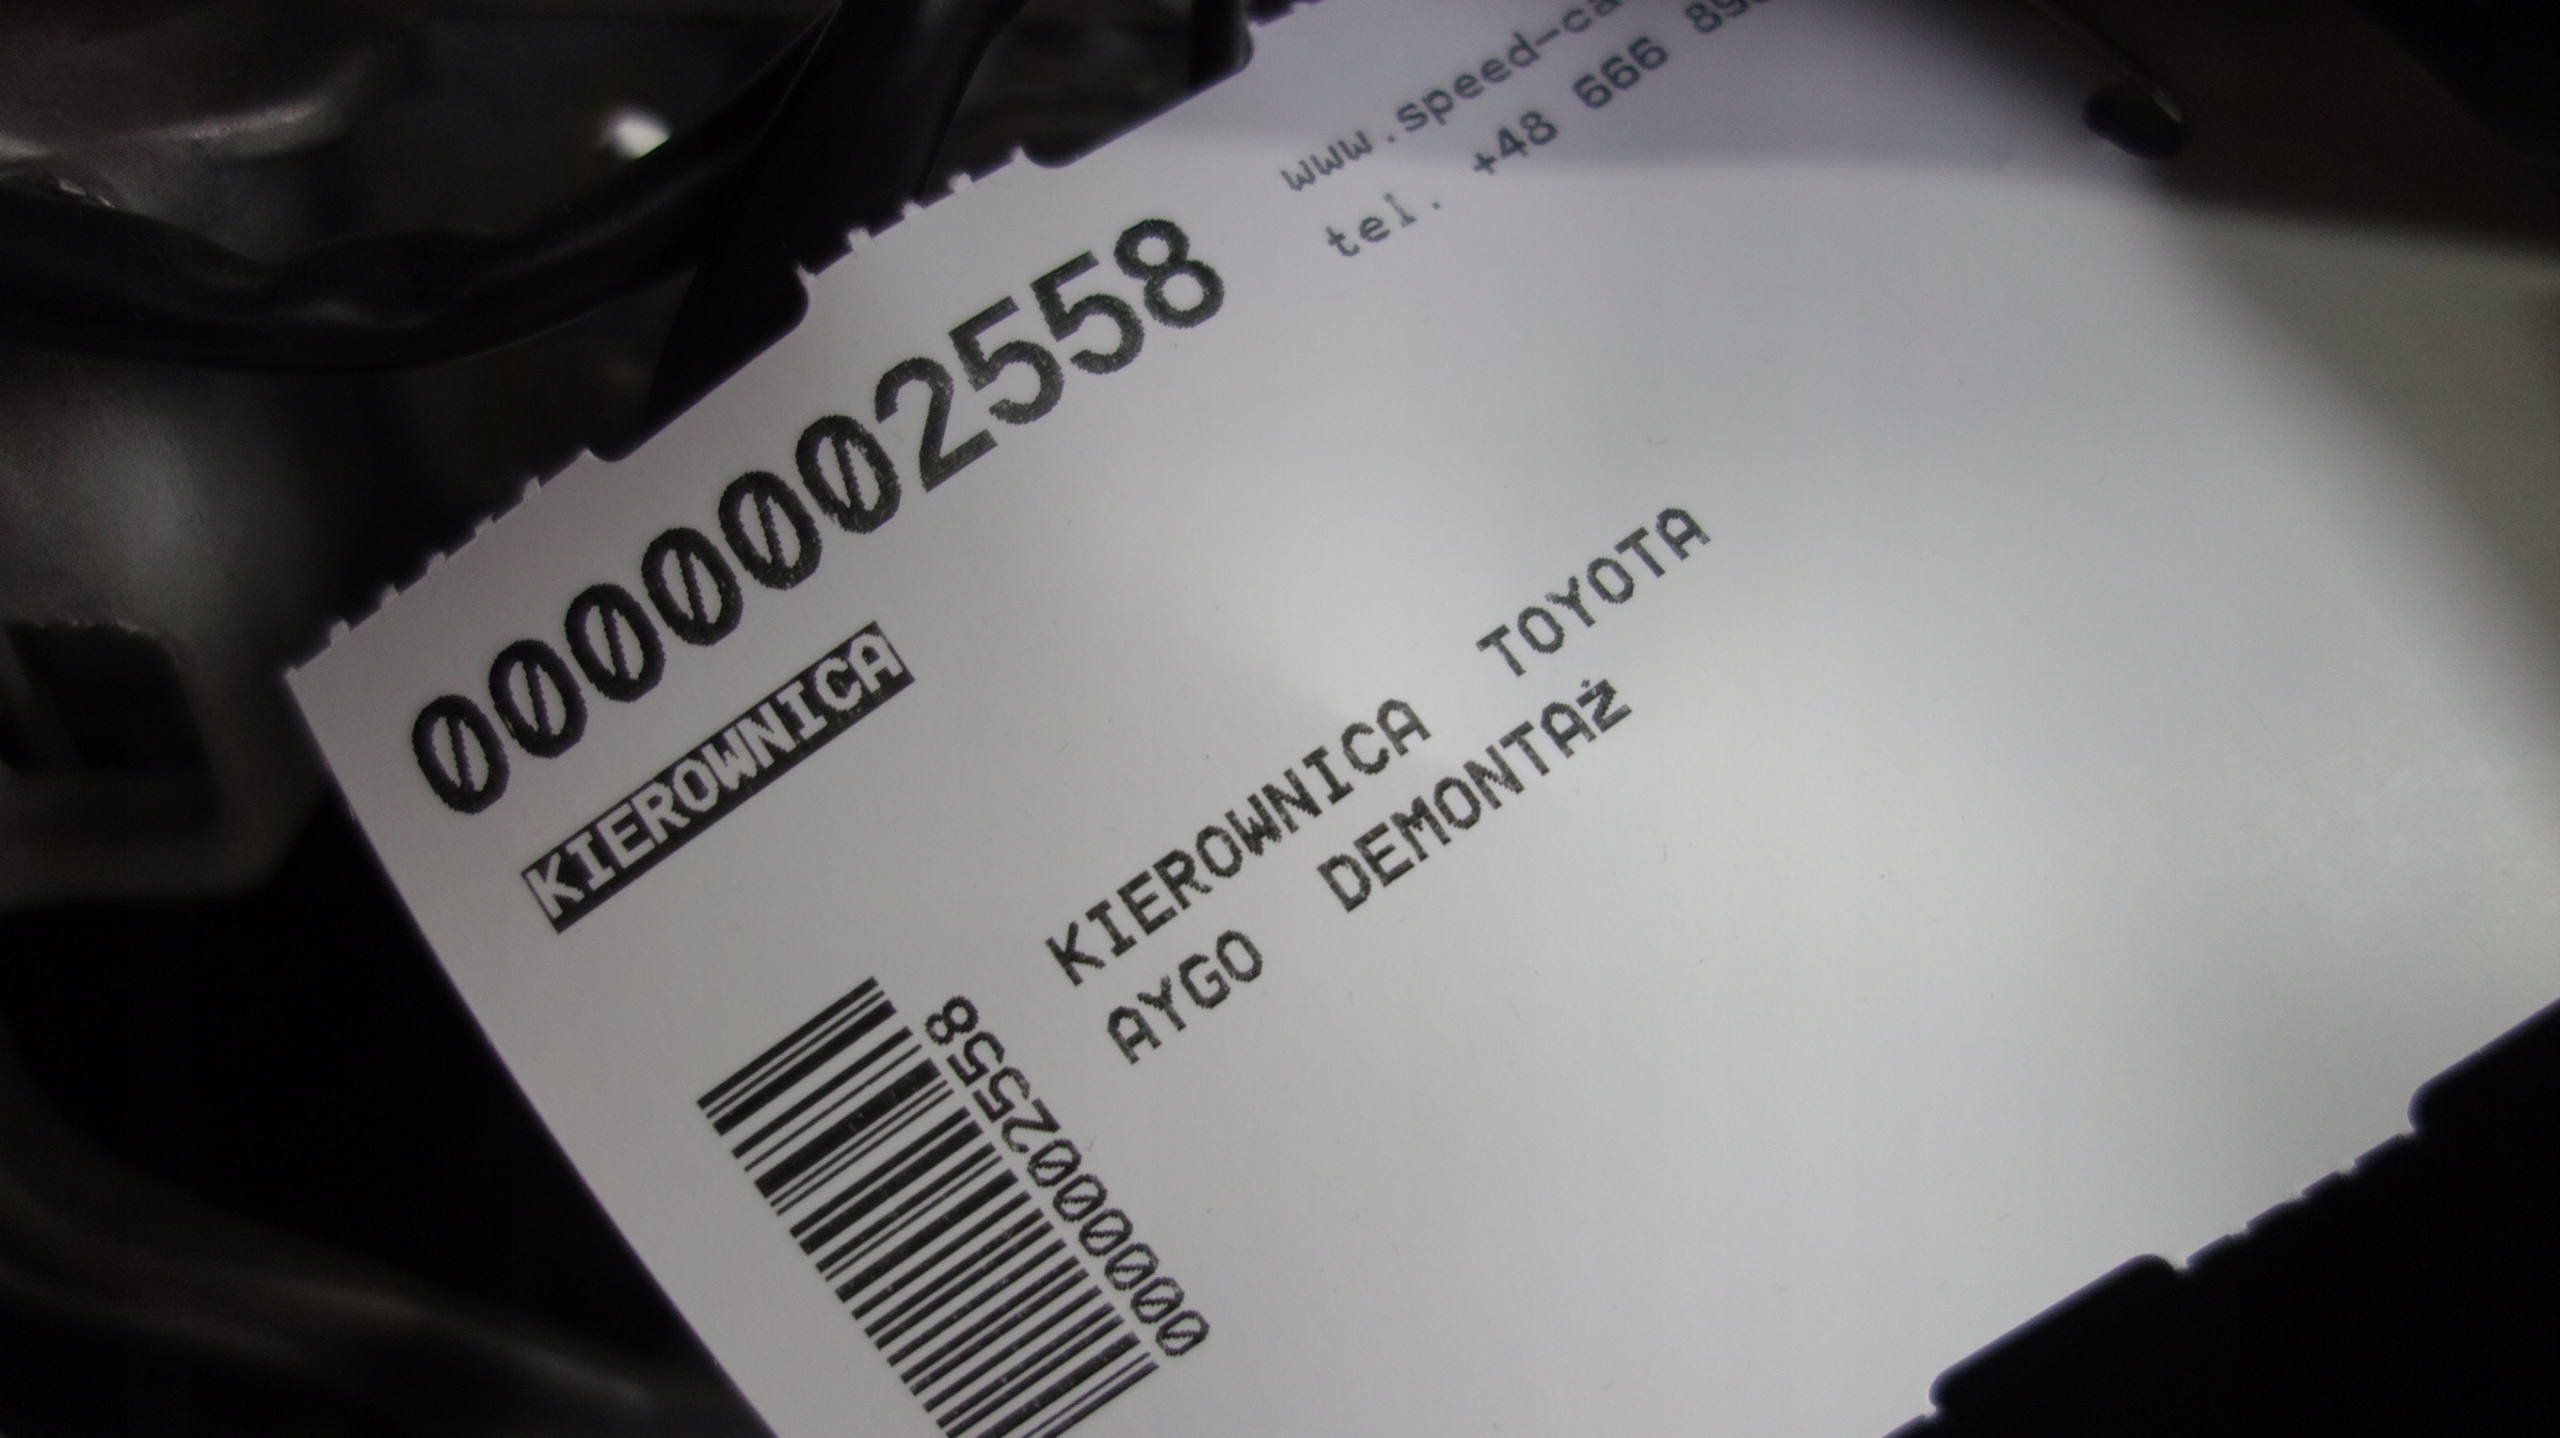 www.speed-ca
tel. +48 666 89
0000002558
KIEROWNICA
KIEROWNICA TOYOTA
AYGO DEMONTAŻ
0000002558